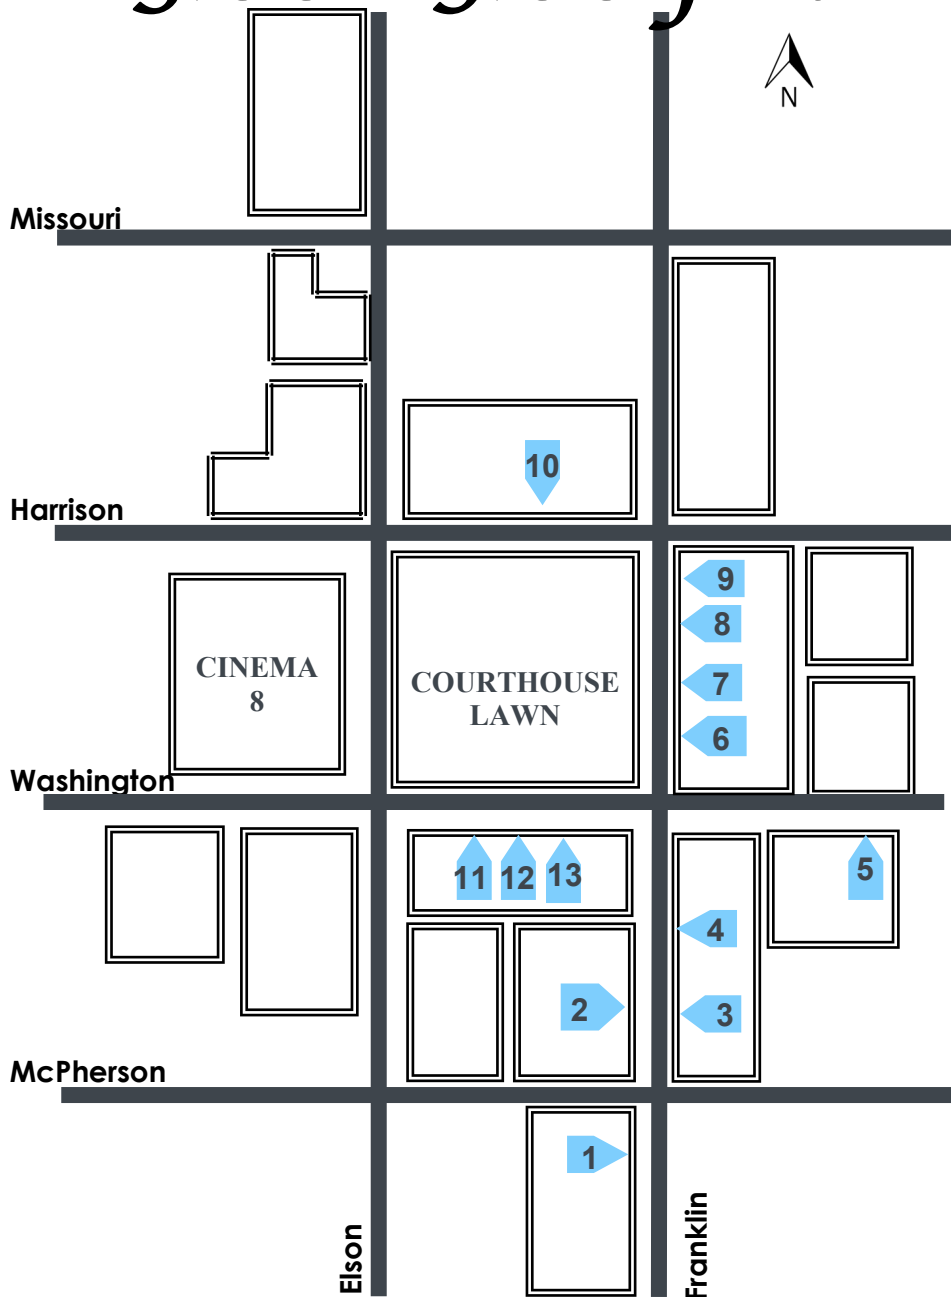 N
Missouri
10
Harrison
9
8
CINEMA
8
COURTHOUSE
LAWN
7
6
Washington
11 12 13
5
4
2
3
McPherson
1
Elson
Franklin